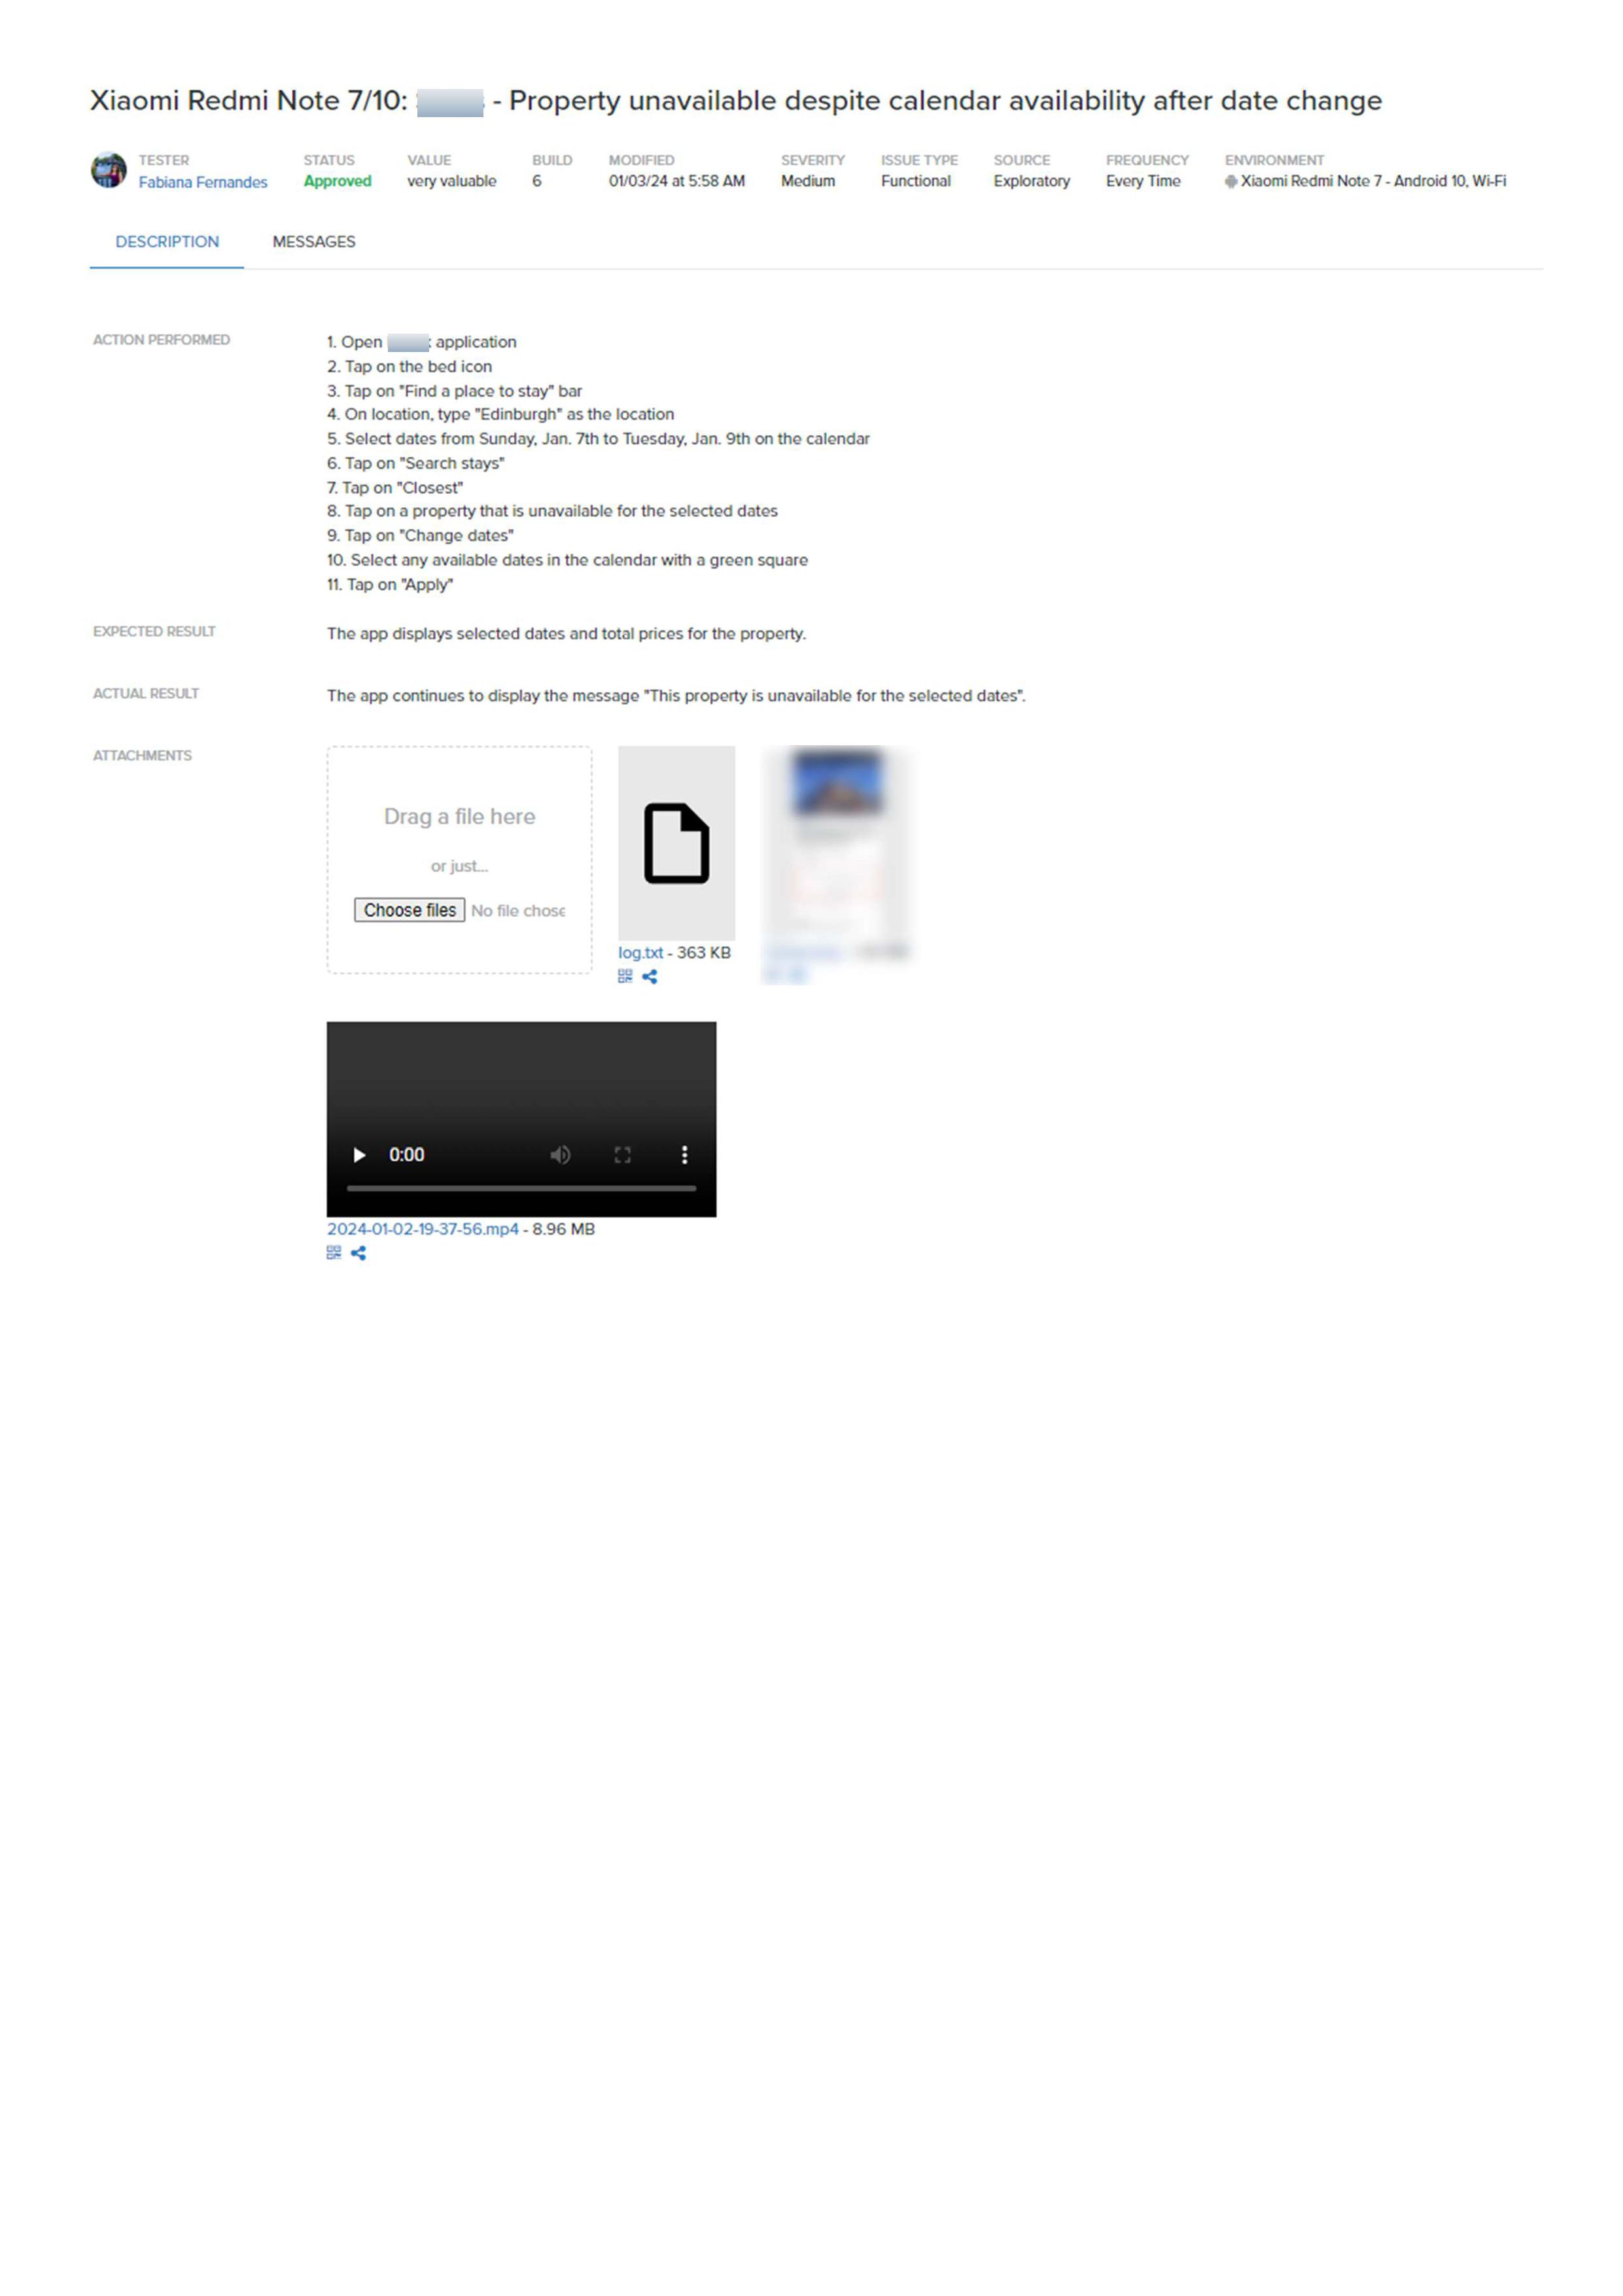 Xiaomi Redmi Note 7/10: - Property unavailable despite calendar availability after date change
TESTER
Fabiana Fernandes
STATUS
Approved
VALUE
very valuable
BUILD
6
MODIFIED
01/03/24 at 5:58 AM
SEVERITY
Medium
ISSUE TYPE
Functional
SOURCE
Exploratory
FREQUENCY
Every Time
ENVIRONMENT
Xiaomi Redmi Note 7 - Android 10, Wi-Fi
DESCRIPTION
MESSAGES
ACTION PERFORMED
1. Open application
2. Tap on the bed icon
3. Tap on "Find a place to stay" bar
4. On location, type "Edinburgh" as the location
5. Select dates from Sunday, Jan. 7th to Tuesday, Jan. 9th on the calendar
6. Tap on "Search stays"
7. Tap on "Closest"
8. Tap on a property that is unavailable for the selected dates
9. Tap on "Change dates"
10. Select any available dates in the calendar with a green square
11. Tap on "Apply"
EXPECTED RESULT
The app displays selected dates and total prices for the property.
ACTUAL RESULT
The app continues to display the message "This property is unavailable for the selected dates".
ATTACHMENTS
Drag a file here
or just...
Choose files No file chose
log.txt - 363 KB
0:00
2024-01-02-19-37-56.mp4 - 8.96 MB